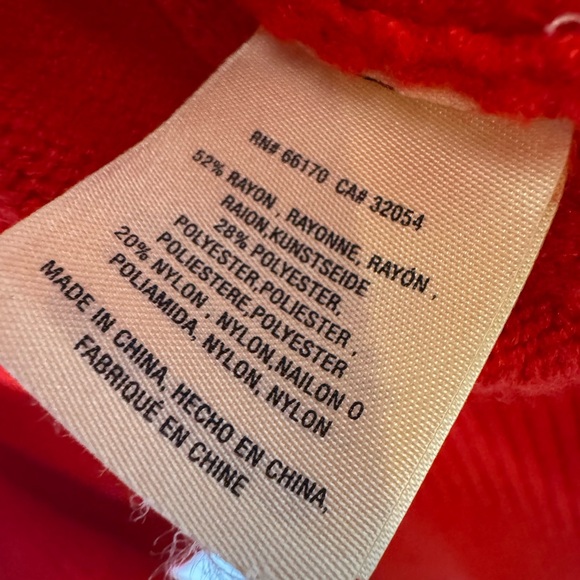 RN# 66170 CA# 32054
52% RAYON , RAYONNE, RAYÓN ,
RAION,KUNSTSEIDE
28% POLYESTER,
POLYESTER,POLIESTER ,
POLIESTERE,POLYESTER
20% NYLON , NYLON,NAILON O
POLIAMIDA, NYLON, NYLON
MADE IN CHINA, HECHO EN CHINA,
FABRIQUÉ EN CHINE